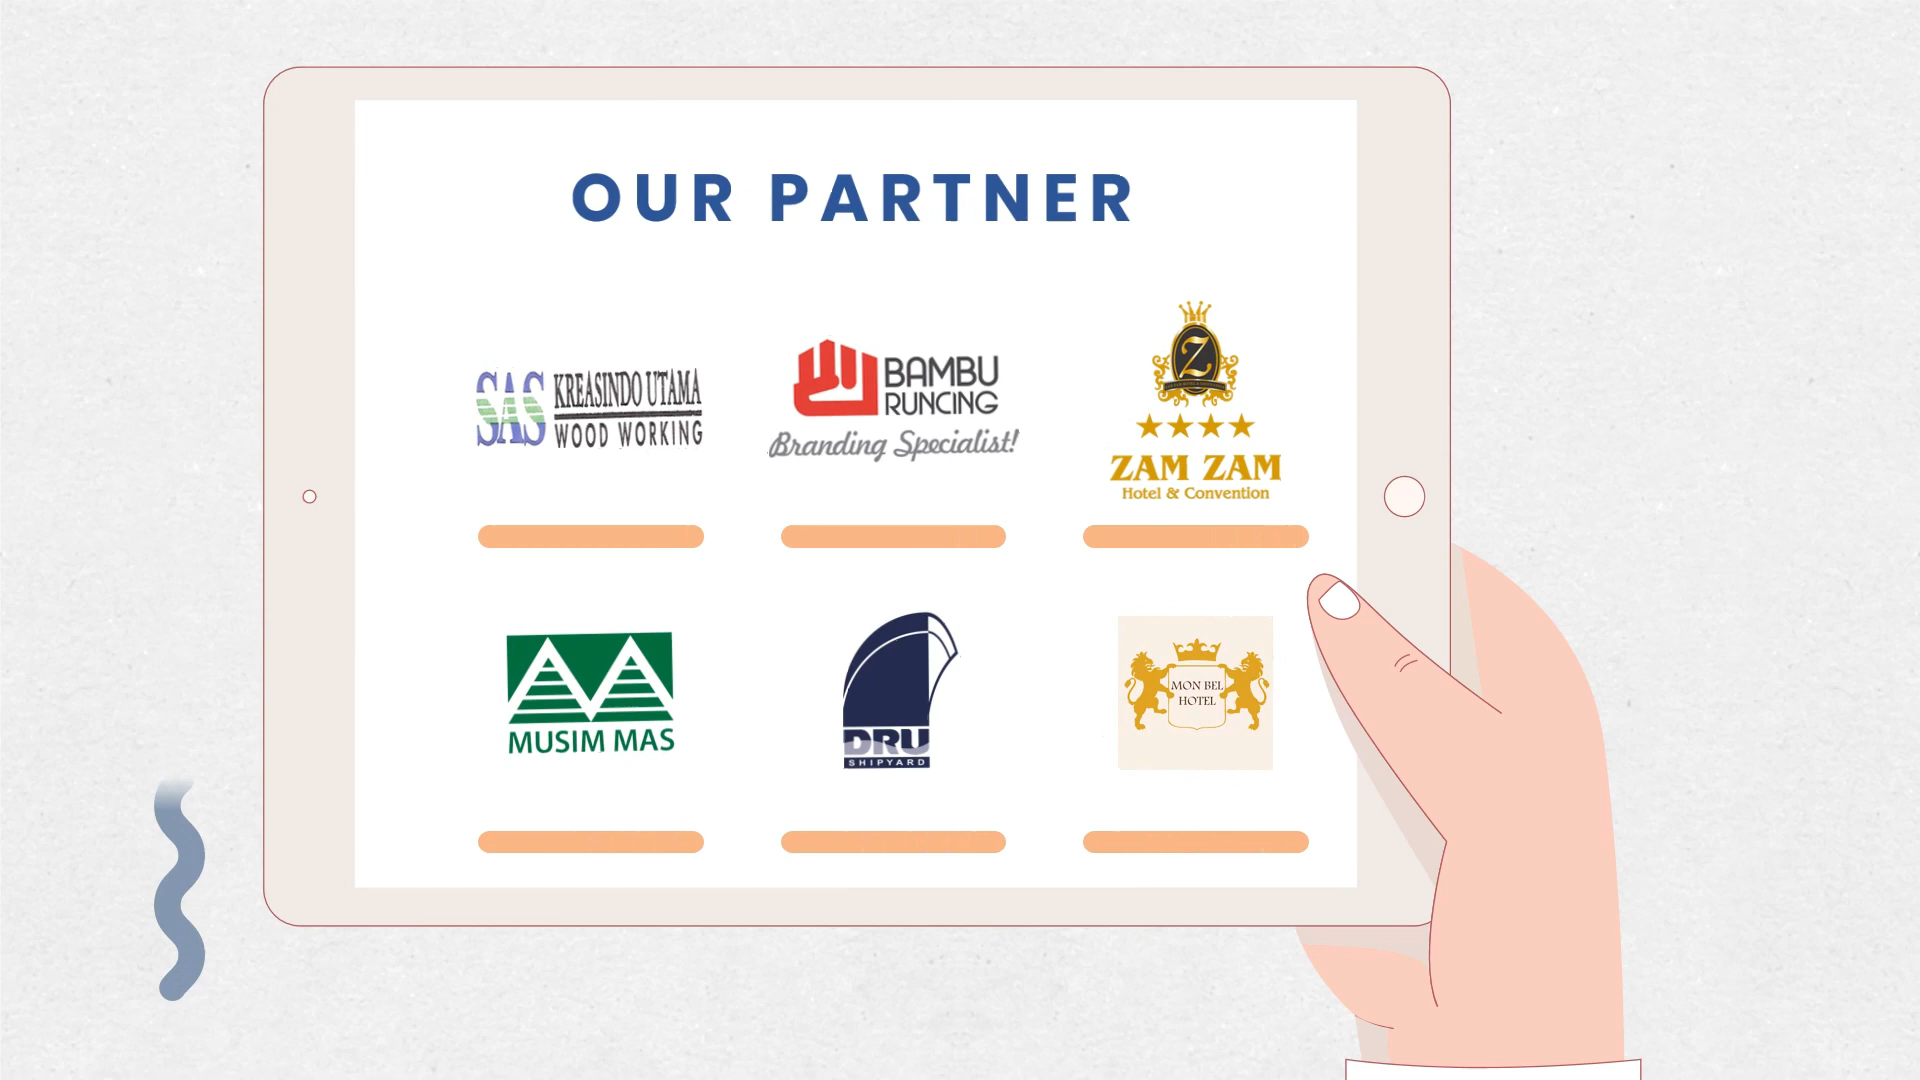 OUR PARTNER
SAS KREASINDO UTAMA
WOOD WORKING
BAMBU
RUNCING
Branding Specialist!
Z
ZAM ZAM
Hotel & Convention
MUSIM MAS
DRU
SHIPYARD
MON BEL
HOTEL